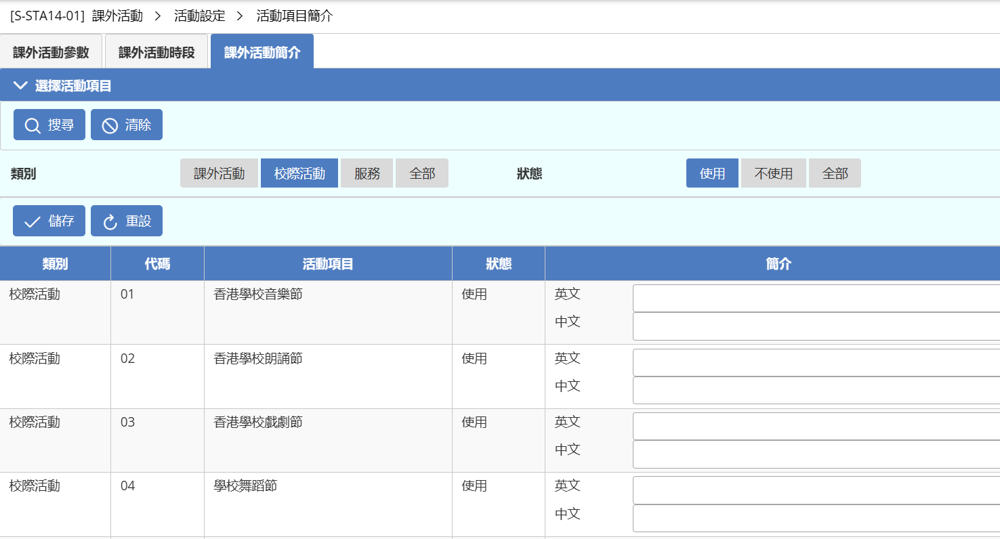 [S-STA14-01] 課外活動 > 活動設定 > 活動項目簡介
課外活動參數 課外活動時段 課外活動簡介
選擇活動項目
搜尋 清除
類別 課外活動 校際活動 服務 全部 狀態 使用 不使用 全部
儲存 重設
類別 代碼 活動項目 狀態 簡介
校際活動 01 香港學校音樂節 使用 英文
中文
校際活動 02 香港學校朗誦節 使用 英文
中文
校際活動 03 香港學校戲劇節 使用 英文
中文
校際活動 04 學校舞蹈節 使用 英文
中文